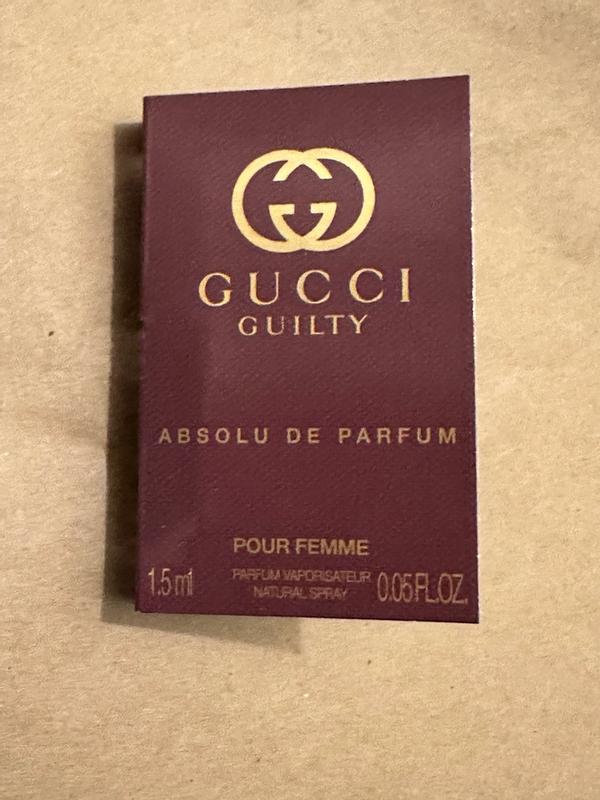 GUCCI
GUILTY
ABSOLU DE PARFUM
POUR FEMME
1.5 ml
PARFUM VAPORISATEUR
NATURAL SPRAY
0.05 FL.OZ.